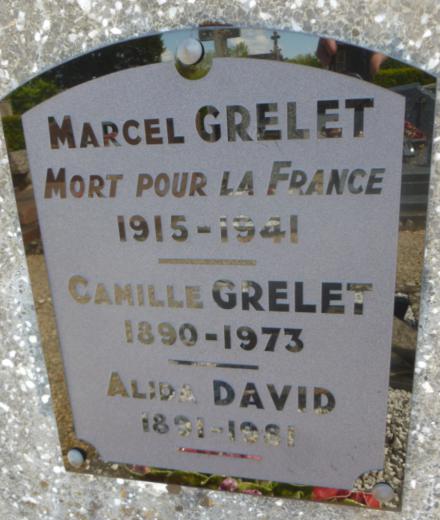 MARCEL GRELET
MORT POUR LA FRANCE
1915-1941
CAMILLE GRELET
1890-1973
ALIDA DAVID
1891-1981